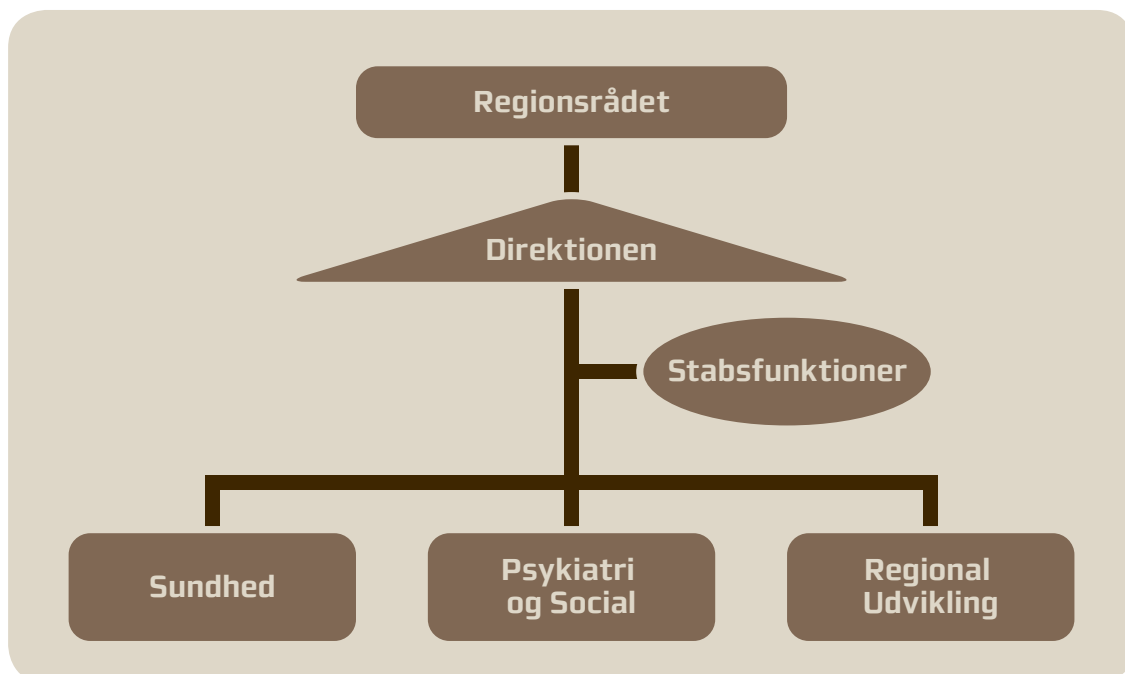 Regionsrådet
Direktionen
Stabsfunktioner
Sundhed
Psykiatri
og Social
Regional
Udvikling